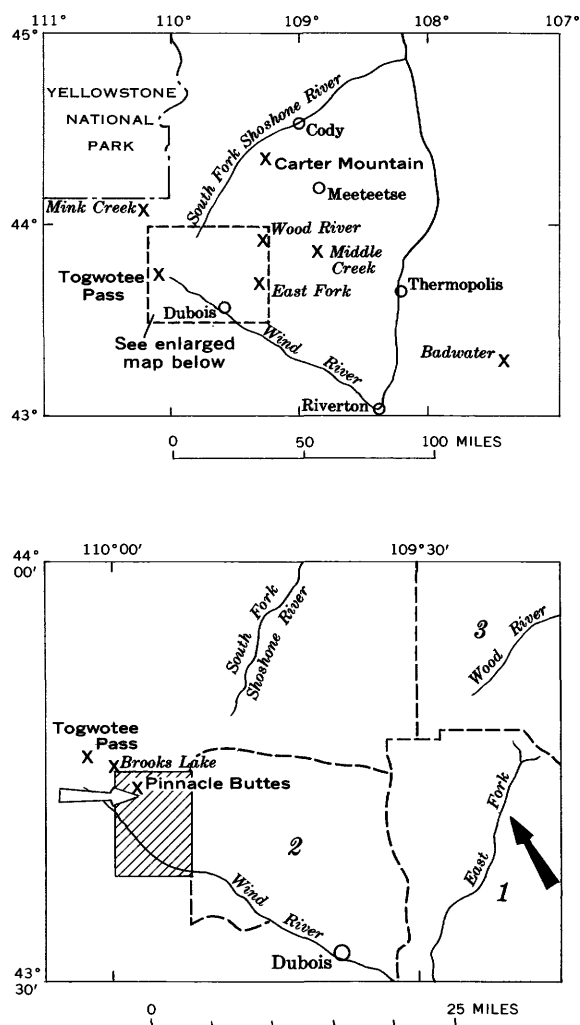 111° 110° 109° 108° 107°
45°
YELLOWSTONE
NATIONAL
PARK
South Fork Shoshone River
Cody
Carter Mountain
Meeteetse
Mink Creek
44°
Wood River
Middle
Creek
Togwotee
Pass
East Fork
Thermopolis
Dubois
See enlarged
map below
Wind River
Badwater
Riverton
43°
0 50 100 MILES
44°
00'
110°00' 109°30'
South Fork
Shoshone River
3
Wood River
Togwotee
Pass
Brooks Lake
Pinnacle Buttes
East Fork
2
1
Wind River
Dubois
43°
30'
0 25 MILES